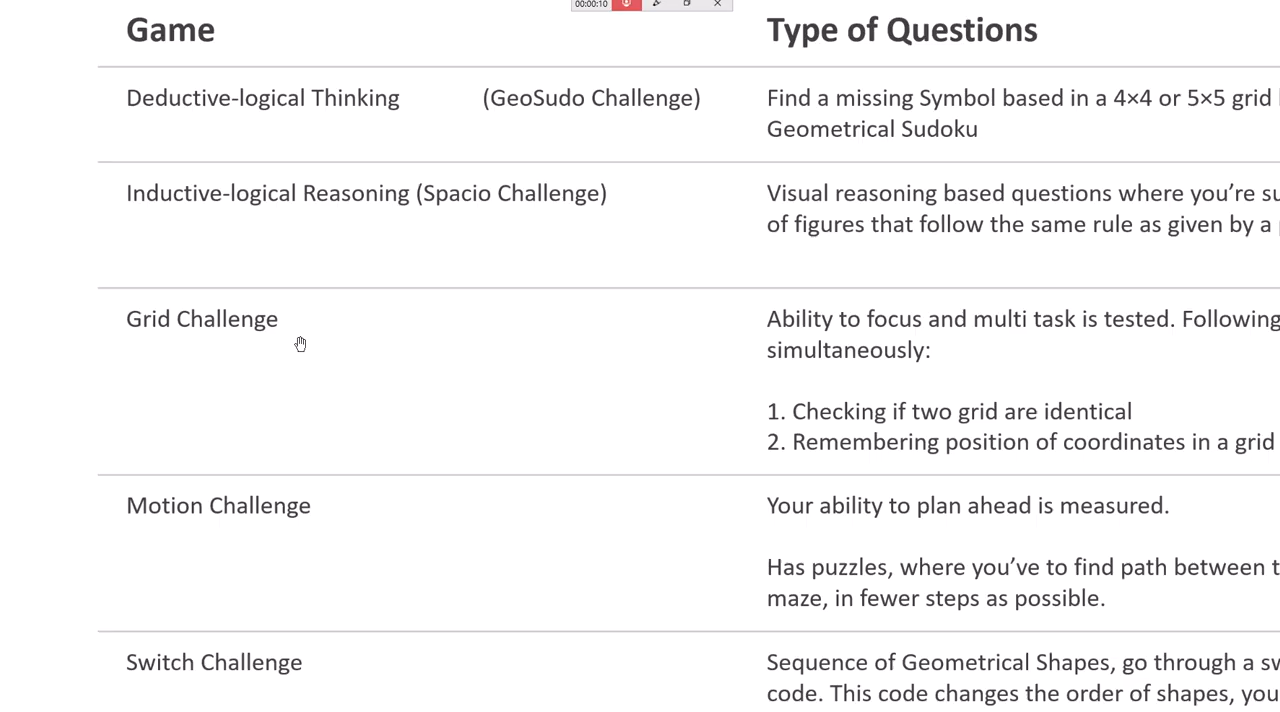 00:00:10
Game Type of Questions
Deductive-logical Thinking (GeoSudo Challenge) Find a missing Symbol based in a 4×4 or 5×5 grid
Geometrical Sudoku
Inductive-logical Reasoning (Spacio Challenge) Visual reasoning based questions where you’re
of figures that follow the same rule as given by a
Grid Challenge Ability to focus and multi task is tested. Following
simultaneously:
1. Checking if two grid are identical
2. Remembering position of coordinates in a grid
Motion Challenge Your ability to plan ahead is measured.
Has puzzles, where you’ve to find path between
maze, in fewer steps as possible.
Switch Challenge Sequence of Geometrical Shapes, go through a
code. This code changes the order of shapes, you